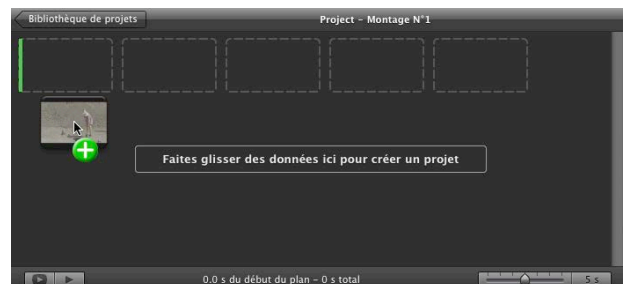 Bibliothèque de projets
Project - Montage N°1
Faites glisser des données ici pour créer un projet
0.0 s du début du plan - 0 s total
5 s